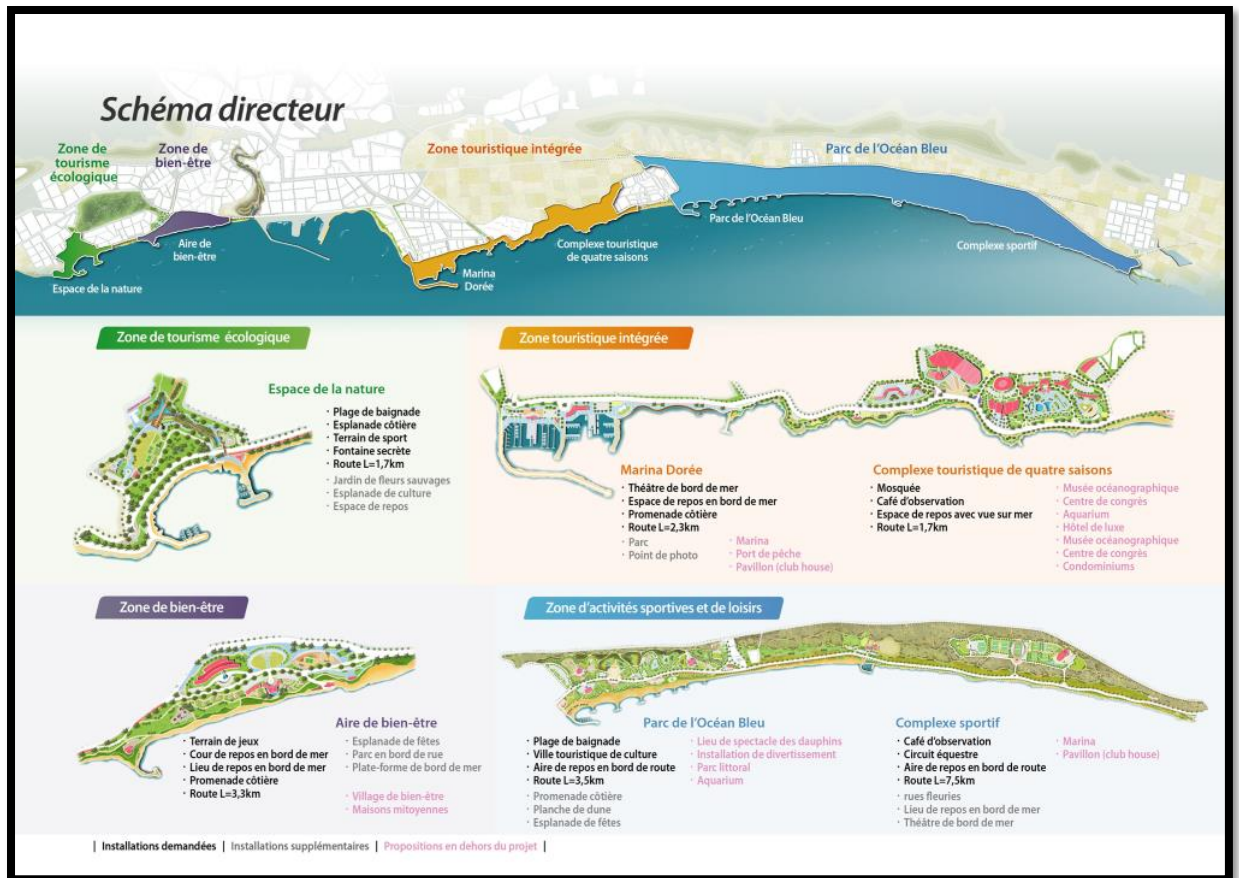 Schéma directeur
Zone de
tourisme
écologique
Zone de
bien-être
Zone touristique intégrée
Parc de l'Océan Bleu
Espace de la nature
Aire de
bien-être
Marina
Dorée
Complexe touristique
de quatre saisons
Parc de l'Océan Bleu
Complexe sportif
Zone de tourisme écologique
Espace de la nature
· Plage de baignade
· Esplanade côtière
· Terrain de sport
· Fontaine secrète
· Route L=1,7km
· Jardin de fleurs sauvages
· Esplanade de culture
· Espace de repos
Zone touristique intégrée
Marina Dorée
· Théâtre de bord de mer
· Espace de repos en bord de mer
· Promenade côtière
· Route L=2,3km
· Parc
· Point de photo
· Marina
· Port de pêche
· Pavillon (club house)
Complexe touristique de quatre saisons
· Mosquée
· Café d'observation
· Espace de repos avec vue sur mer
· Route L=1,7km
· Musée océanographique
· Centre de congrès
· Aquarium
· Hôtel de luxe
· Musée océanographique
· Centre de congrès
· Condominiums
Zone de bien-être
Aire de bien-être
· Terrain de jeux
· Cour de repos en bord de mer
· Lieu de repos en bord de mer
· Promenade côtière
· Route L=3,3km
· Esplanade de fêtes
· Parc en bord de rue
· Plate-forme de bord de mer
· Village de bien-être
· Maisons mitoyennes
Zone d'activités sportives et de loisirs
Parc de l'Océan Bleu
· Plage de baignade
· Ville touristique de culture
· Aire de repos en bord de route
· Route L=3,5km
· Promenade côtière
· Planche de dune
· Esplanade de fêtes
· Lieu de spectacle des dauphins
· Installation de divertissement
· Parc littoral
· Aquarium
Complexe sportif
· Café d'observation
· Circuit équestre
· Aire de repos en bord de route
· Route L=7,5km
· rues fleuries
· Lieu de repos en bord de mer
· Théâtre de bord de mer
· Marina
· Pavillon (club house)
| Installations demandées | Installations supplémentaires | Propositions en dehors du projet |